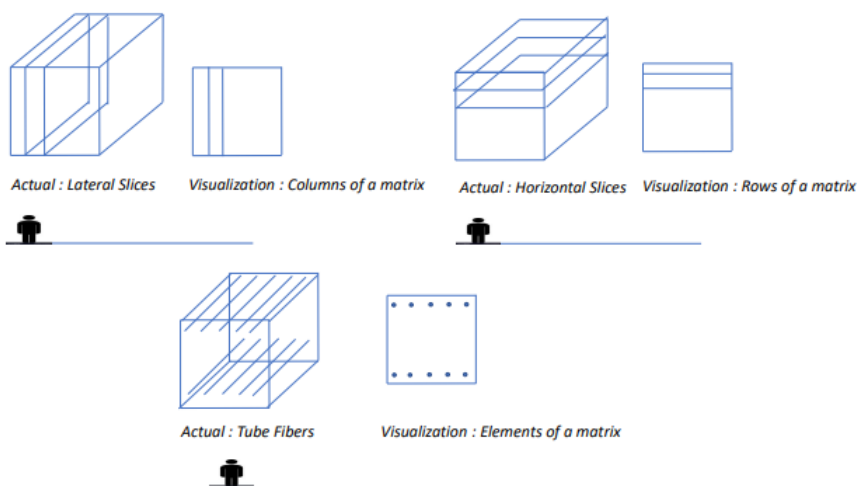 Actual : Lateral Slices
Visualization : Columns of a matrix
Actual : Horizontal Slices
Visualization : Rows of a matrix
Actual : Tube Fibers
Visualization : Elements of a matrix